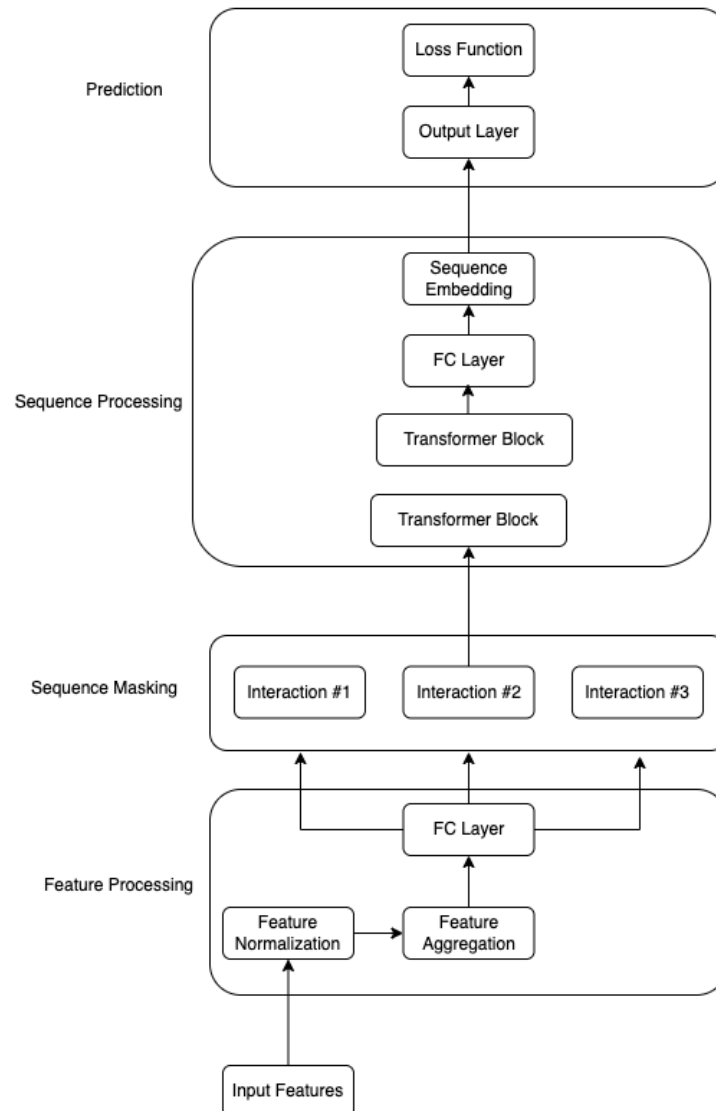 Loss Function
Prediction
Output Layer
Sequence
Embedding
FC Layer
Sequence Processing
Transformer Block
Transformer Block
Sequence Masking
Interaction #1
Interaction #2
Interaction #3
FC Layer
Feature Processing
Feature
Normalization
Feature
Aggregation
Input Features